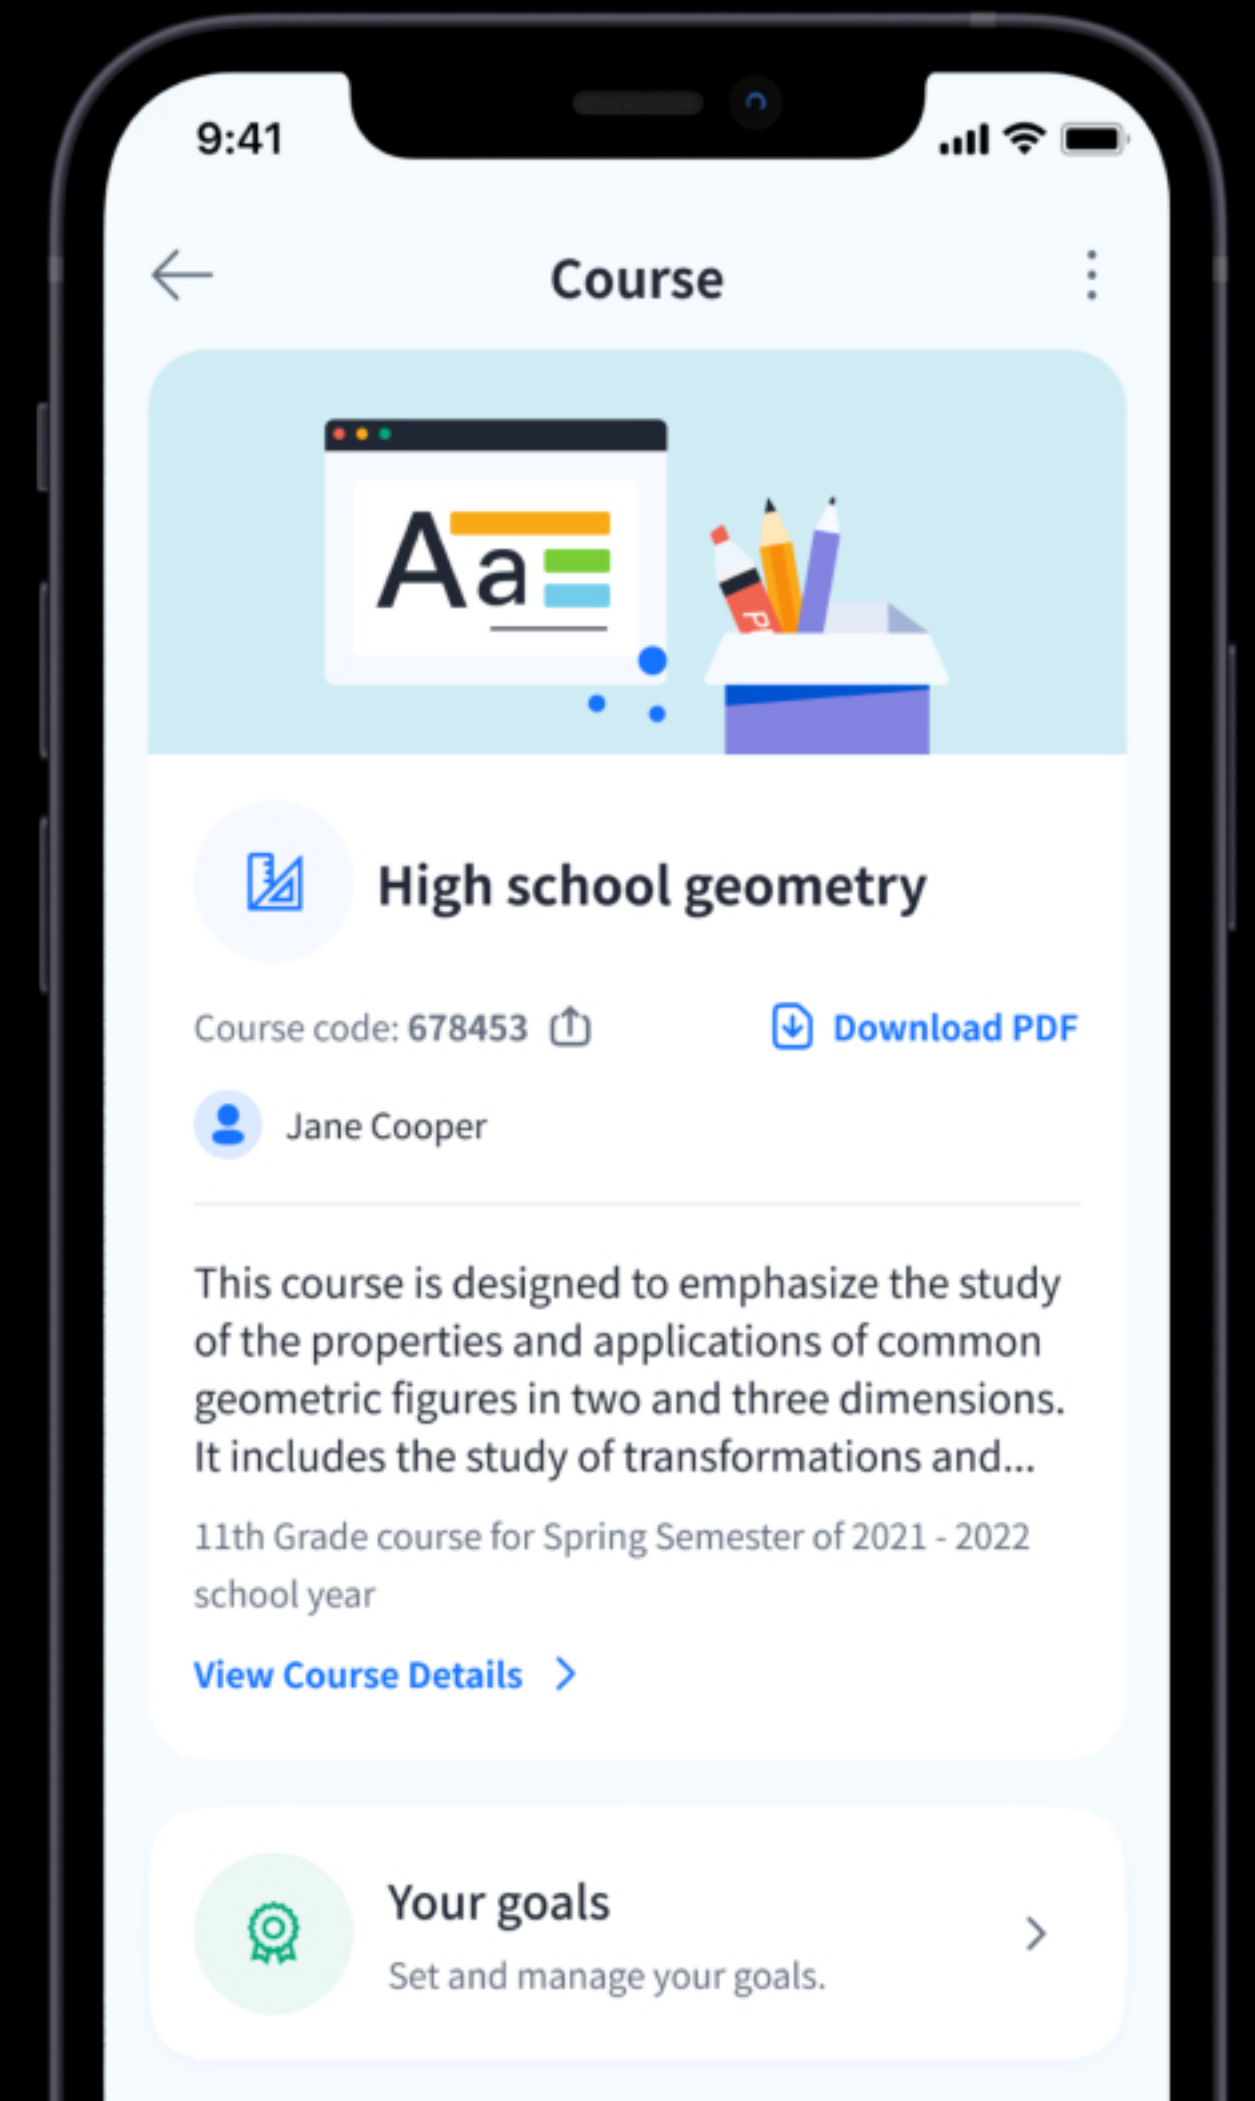 9:41
Course
Aa
High school geometry
Course code: 678453
Download PDF
Jane Cooper
This course is designed to emphasize the study
of the properties and applications of common
geometric figures in two and three dimensions.
It includes the study of transformations and...
11th Grade course for Spring Semester of 2021 - 2022
school year
View Course Details
Your goals
Set and manage your goals.